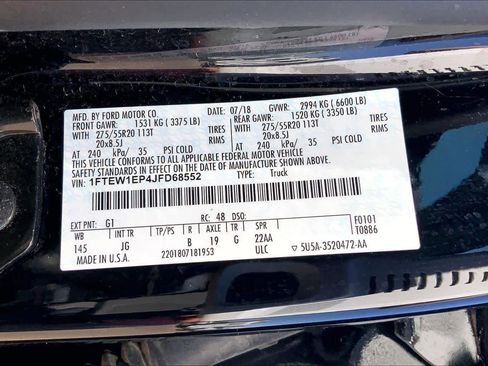 MFD. BY FORD MOTOR CO.
DATE: 07/18 GVWR: 2994 KG (6600 LB)
FRONT GAWR: 1531 KG (3375 LB) REAR GAWR: 1520 KG (3350 LB)
WITH 275/55R20 113T TIRES WITH 275/55R20 113T TIRES
20x8.5J RIMS 20x8.5J RIMS
AT 240 kPa/ 35 PSI COLD AT 240 kPa/ 35 PSI COLD
THIS VEHICLE CONFORMS TO ALL APPLICABLE FEDERAL MOTOR VEHICLE
SAFETY STANDARDS IN EFFECT ON THE DATE OF MANUFACTURE SHOWN ABOVE.
VIN: 1FTEW1EP4JFD68552 TYPE: Truck
EXT PNT: G1 RC: 48 DSO: F0101
WB BRK INT TR TP/PS R AXLE TR SPR T0886
145 JG B 19 G 22AA
MADE IN U.S.A. 2201807181953 ULC 5U5A-3520472-AA